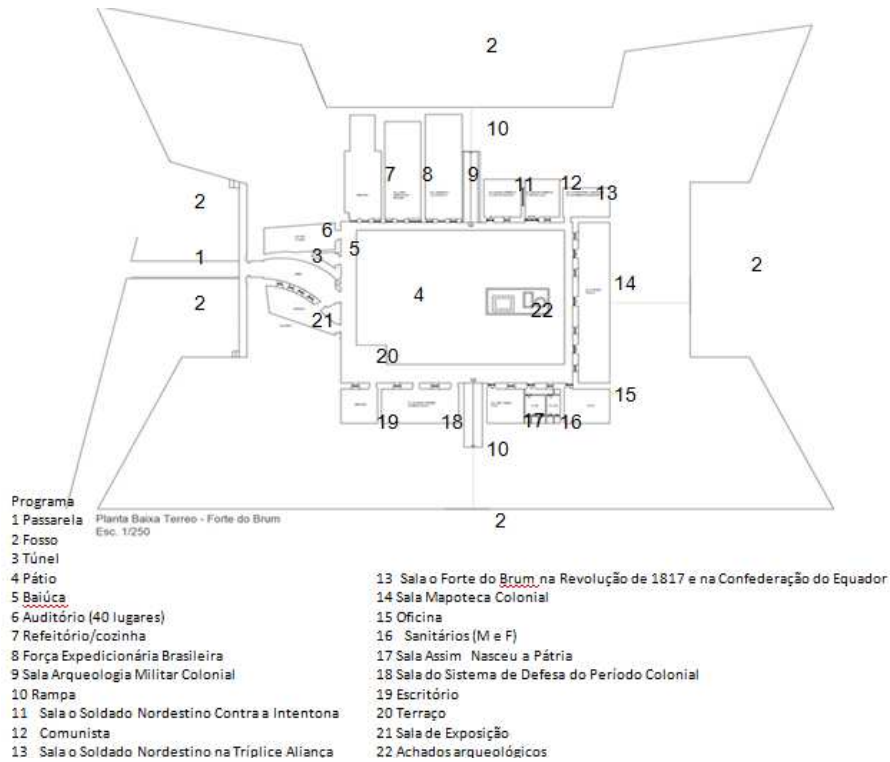 2
10
7
8
9
11
12
13
2
6
5
3
1
14
2
4
2
22
21
20
15
19
18
17
16
10
2
Planta Baixa Terreo - Forte do Brum
Esc. 1/250
Programa
1 Passarela
2 Fosso
3 Túnel
4 Pátio
5 Baiúca
6 Auditório (40 lugares)
7 Refeitório/cozinha
8 Força Expedicionária Brasileira
9 Sala Arqueologia Militar Colonial
10 Rampa
11 Sala o Soldado Nordestino Contra a Intentona
12 Comunista
13 Sala o Soldado Nordestino na Tríplice Aliança
13 Sala o Forte do Brum na Revolução de 1817 e na Confederação do Equador
14 Sala Mapoteca Colonial
15 Oficina
16 Sanitários (M e F)
17 Sala Assim Nasceu a Pátria
18 Sala do Sistema de Defesa do Período Colonial
19 Escritório
20 Terraço
21 Sala de Exposição
22 Achados arqueológicos